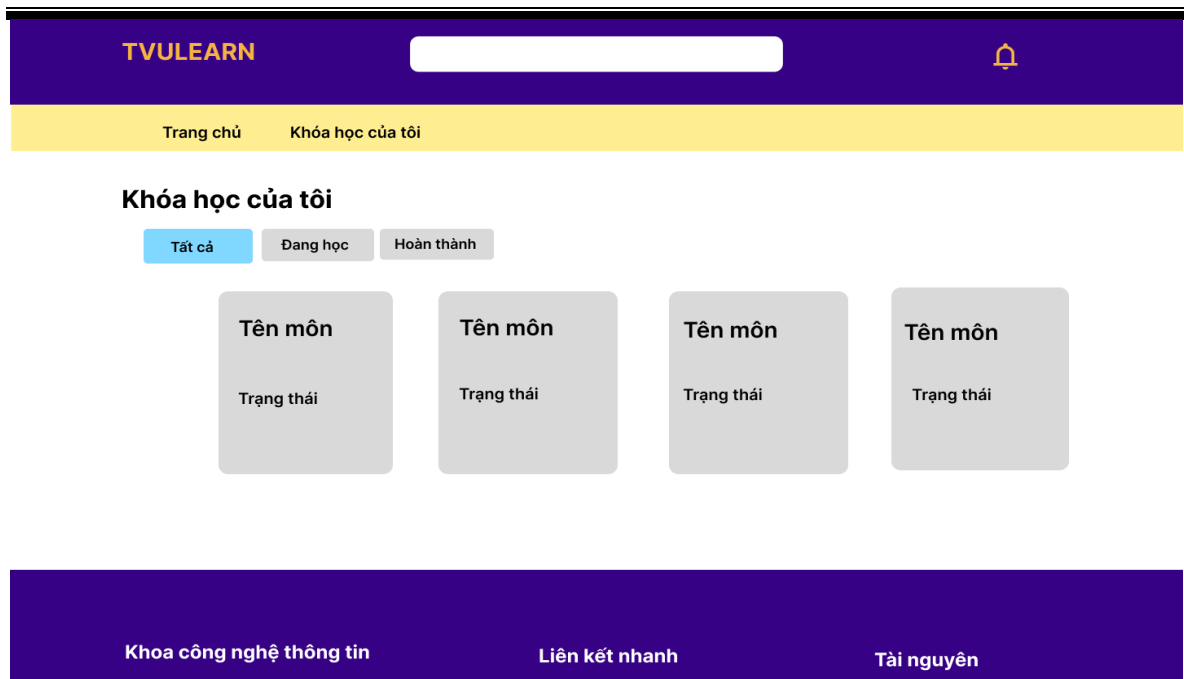 TVULEARN
Trang chủ Khóa học của tôi
Khóa học của tôi
Tất cả Đang học Hoàn thành
Tên môn Tên môn Tên môn Tên môn
Trạng thái Trạng thái Trạng thái Trạng thái
Khoa công nghệ thông tin Liên kết nhanh Tài nguyên